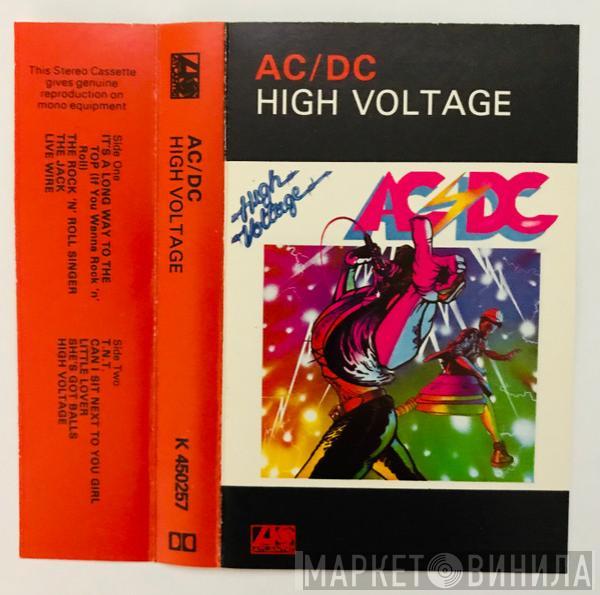 This Stereo Cassette
gives genuine
reproduction on
mono equipment
Side One
IT'S A LONG WAY TO THE
TOP (If You Wanna Rock 'n'
Roll)
THE ROCK 'N' ROLL SINGER
THE JACK
LIVE WIRE
Side Two
T.N.T.
CAN I SIT NEXT TO YOU GIRL
LITTLE LOVER
SHE'S GOT BALLS
HIGH VOLTAGE
AC/DC
HIGH VOLTAGE
K 450257
AC/DC
HIGH VOLTAGE
High
Voltage
AC DC
МАРКЕТ ВИНИЛА